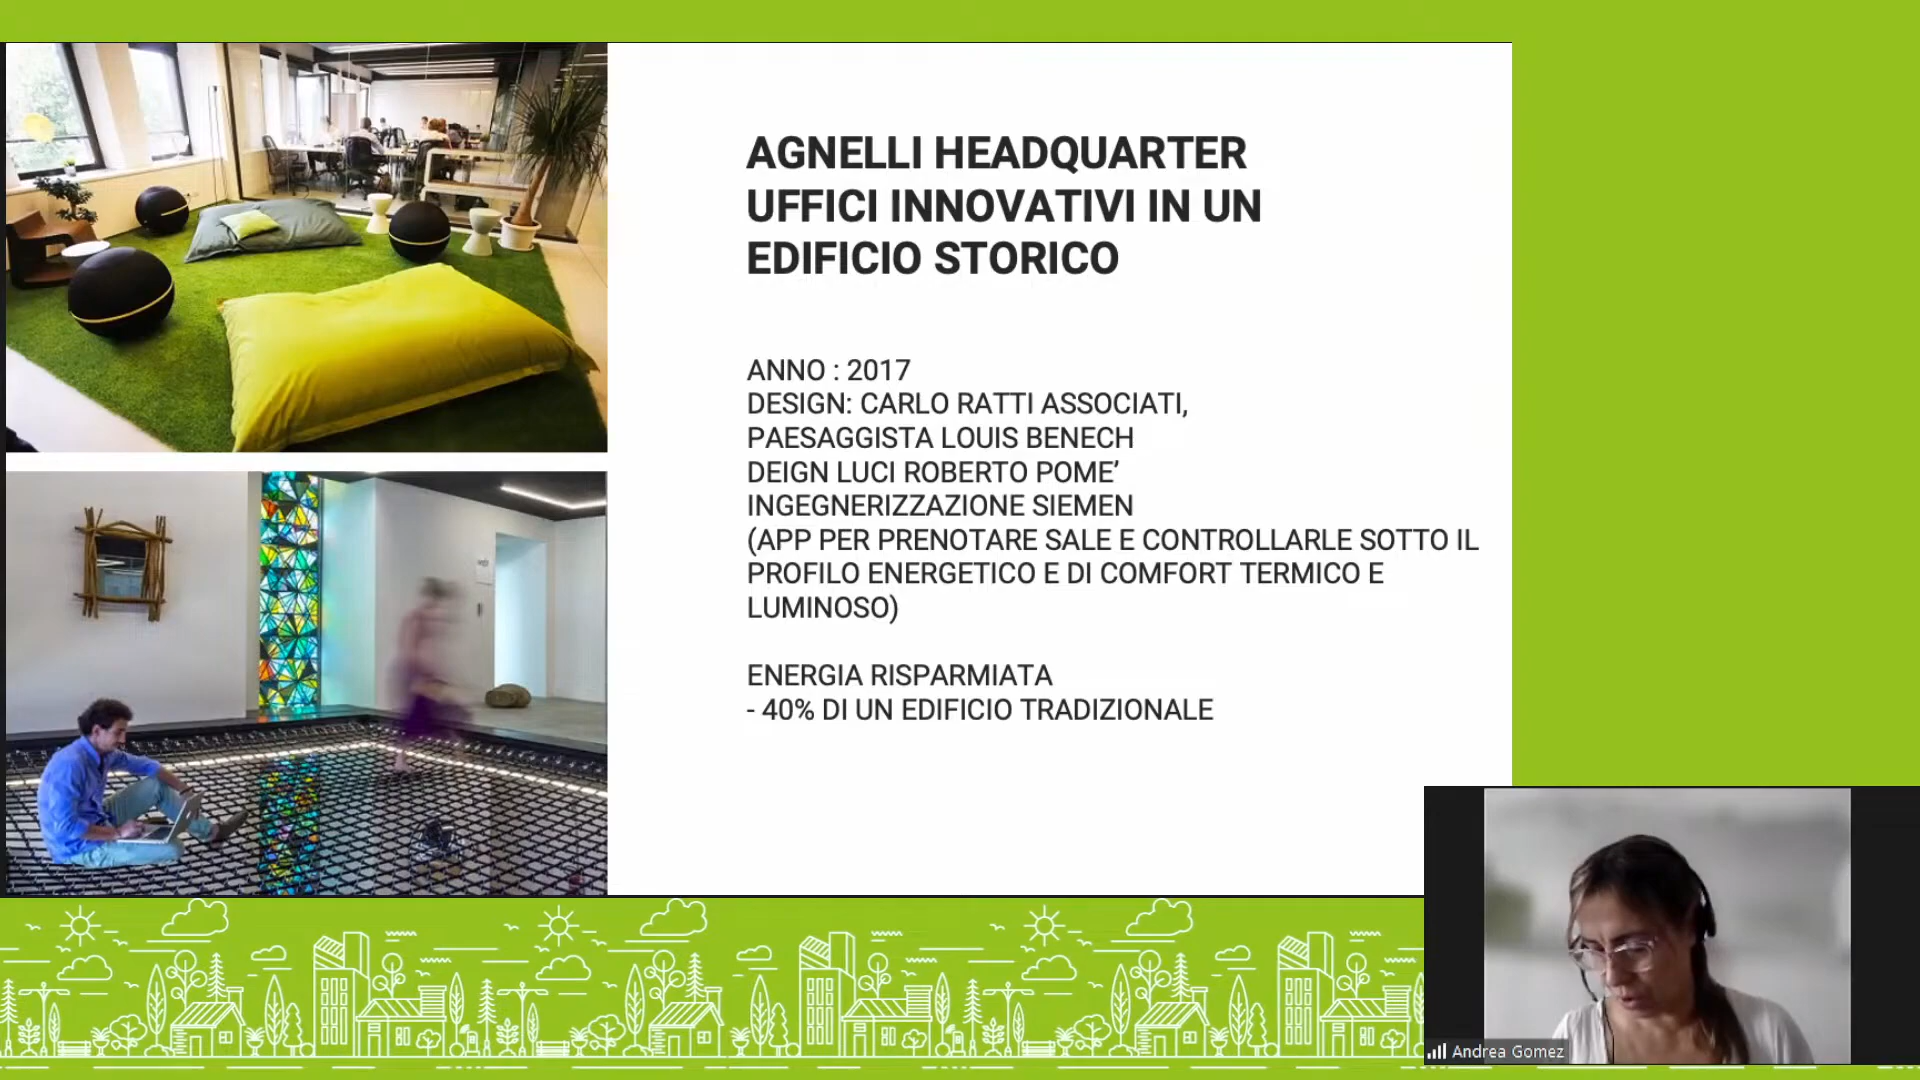 AGNELLI HEADQUARTER
UFFICI INNOVATIVI IN UN
EDIFICIO STORICO
ANNO : 2017
DESIGN: CARLO RATTI ASSOCIATI,
PAESAGGISTA LOUIS BENECH
DEIGN LUCI ROBERTO POME’
INGEGNERIZZAZIONE SIEMEN
(APP PER PRENOTARE SALE E CONTROLLARLE SOTTO IL
PROFILO ENERGETICO E DI COMFORT TERMICO E
LUMINOSO)
ENERGIA RISPARMIATA
- 40% DI UN EDIFICIO TRADIZIONALE
Andrea Gomez